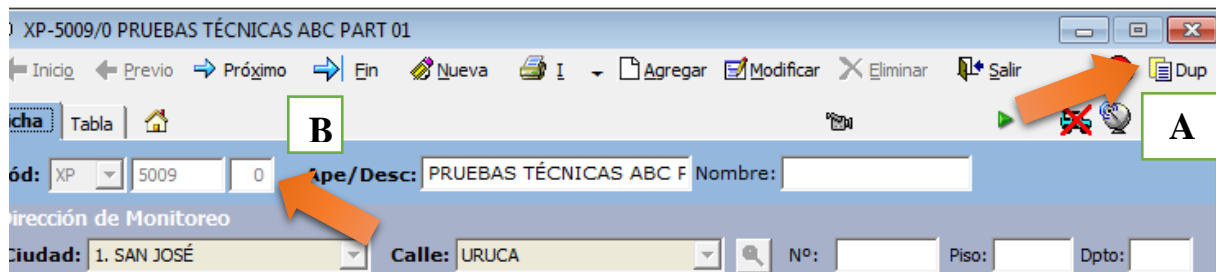 XP-5009/0 PRUEBAS TÉCNICAS ABC PART 01
Inicio Previo Próximo Fin Nueva I Agregar Modificar Eliminar Salir Dup
icha Tabla B A
ód: XP 5009 0 Ape/Desc: PRUEBAS TÉCNICAS ABC P Nombre:
Dirección de Monitoreo
Ciudad: 1. SAN JOSÉ Calle: URUCA Nº: Piso: Dpto: